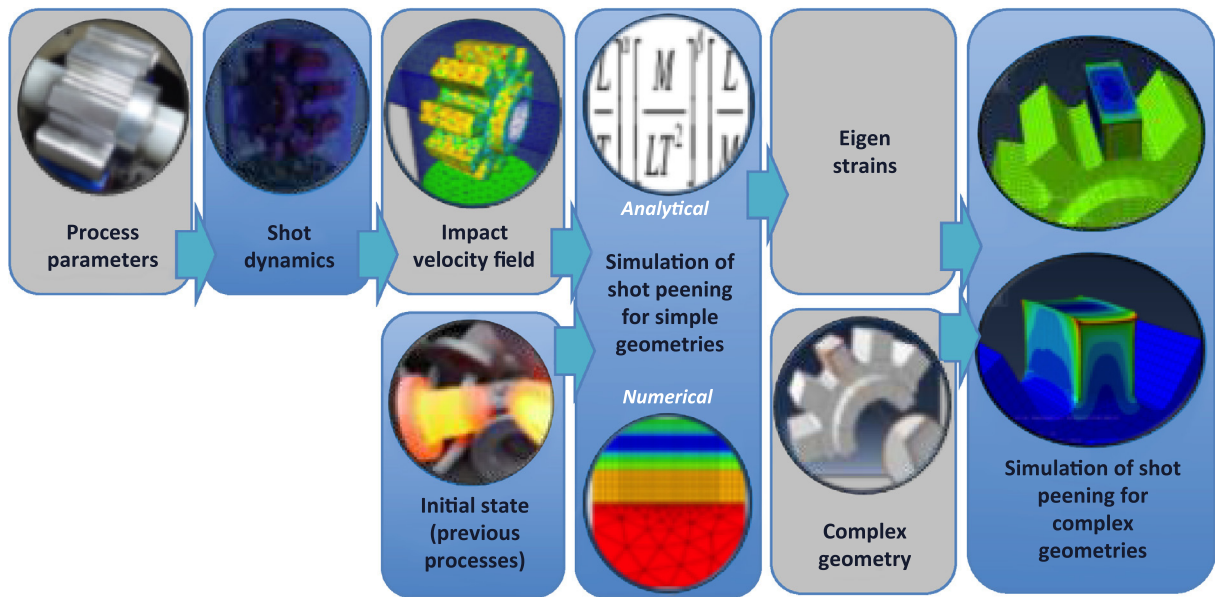 Process
parameters
Shot
dynamics
Impact
velocity field
Initial state
(previous
processes)
L
T
α
M
LT²
β
L
M
Analytical
Simulation of
shot peening
for simple
geometries
Numerical
Eigen
strains
Complex
geometry
Simulation of shot
peening for
complex
geometries